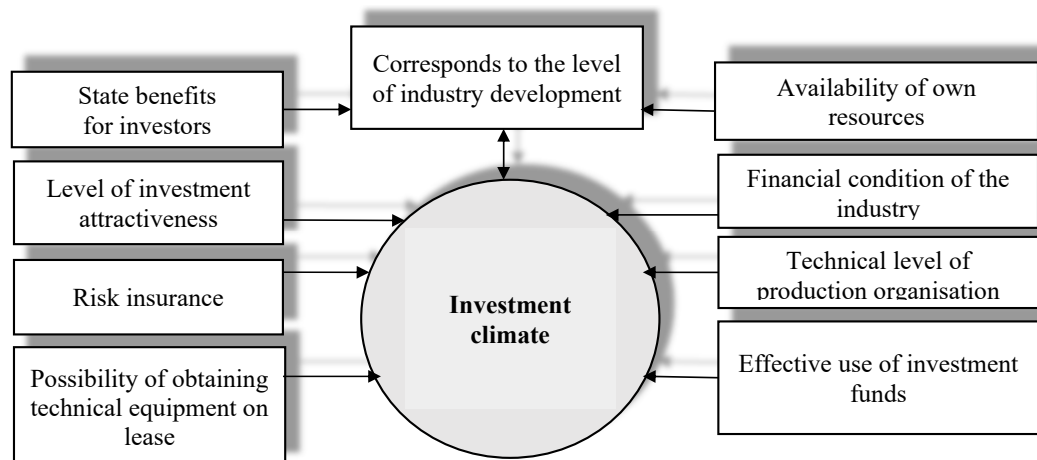 Corresponds to the level
of industry development
State benefits
for investors
Level of investment
attractiveness
Risk insurance
Possibility of obtaining
technical equipment on
lease
Investment
climate
Availability of own
resources
Financial condition of the
industry
Technical level of
production organisation
Effective use of investment
funds